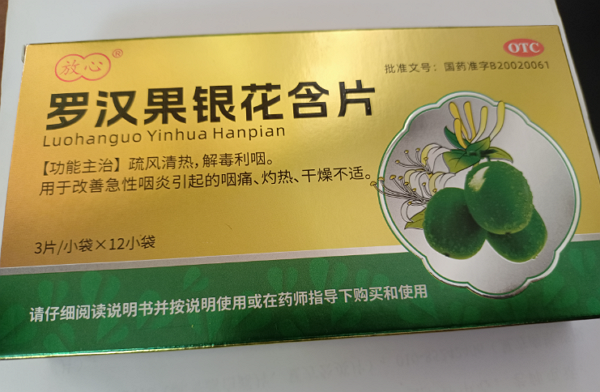 放心®
OTC
批准文号：国药准字B20020061
罗汉果银花含片
Luohanguo Yinhua Hanpian
【功能主治】疏风清热，解毒利咽。
用于改善急性咽炎引起的咽痛、灼热、干燥不适。
3片/小袋×12小袋
请仔细阅读说明书并按说明使用或在药师指导下购买和使用